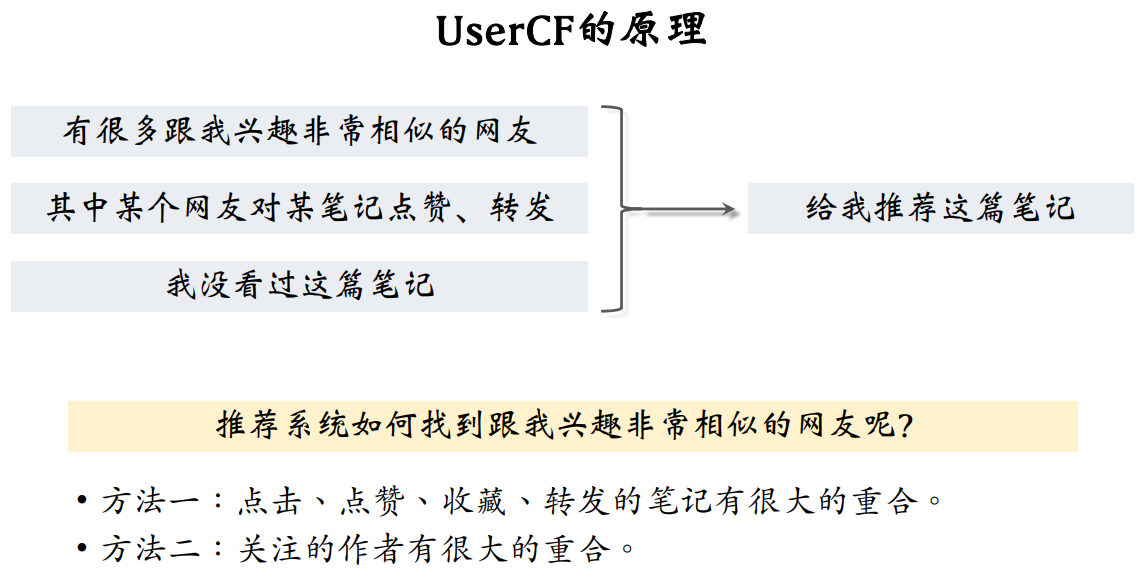 UserCF的原理
有很多跟我兴趣非常相似的网友
其中某个网友对某笔记点赞、转发
我没看过这篇笔记
给我推荐这篇笔记
推荐系统如何找到跟我兴趣非常相似的网友呢?
• 方法一：点击、点赞、收藏、转发的笔记有很大的重合。
• 方法二：关注的作者有很大的重合。